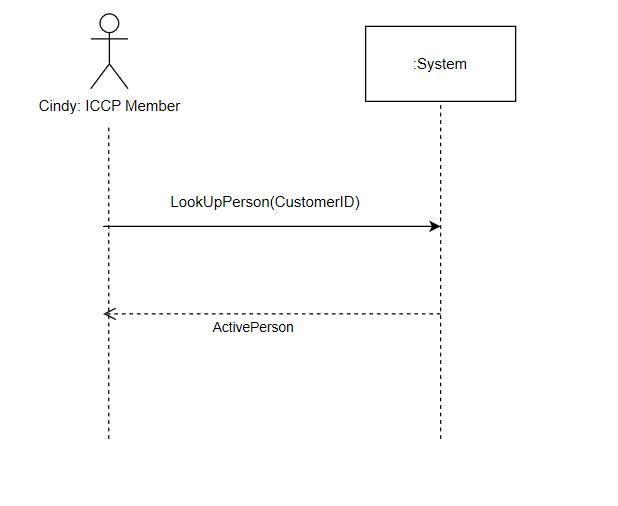 :System
Cindy: ICCP Member
LookUpPerson(CustomerID)
ActivePerson